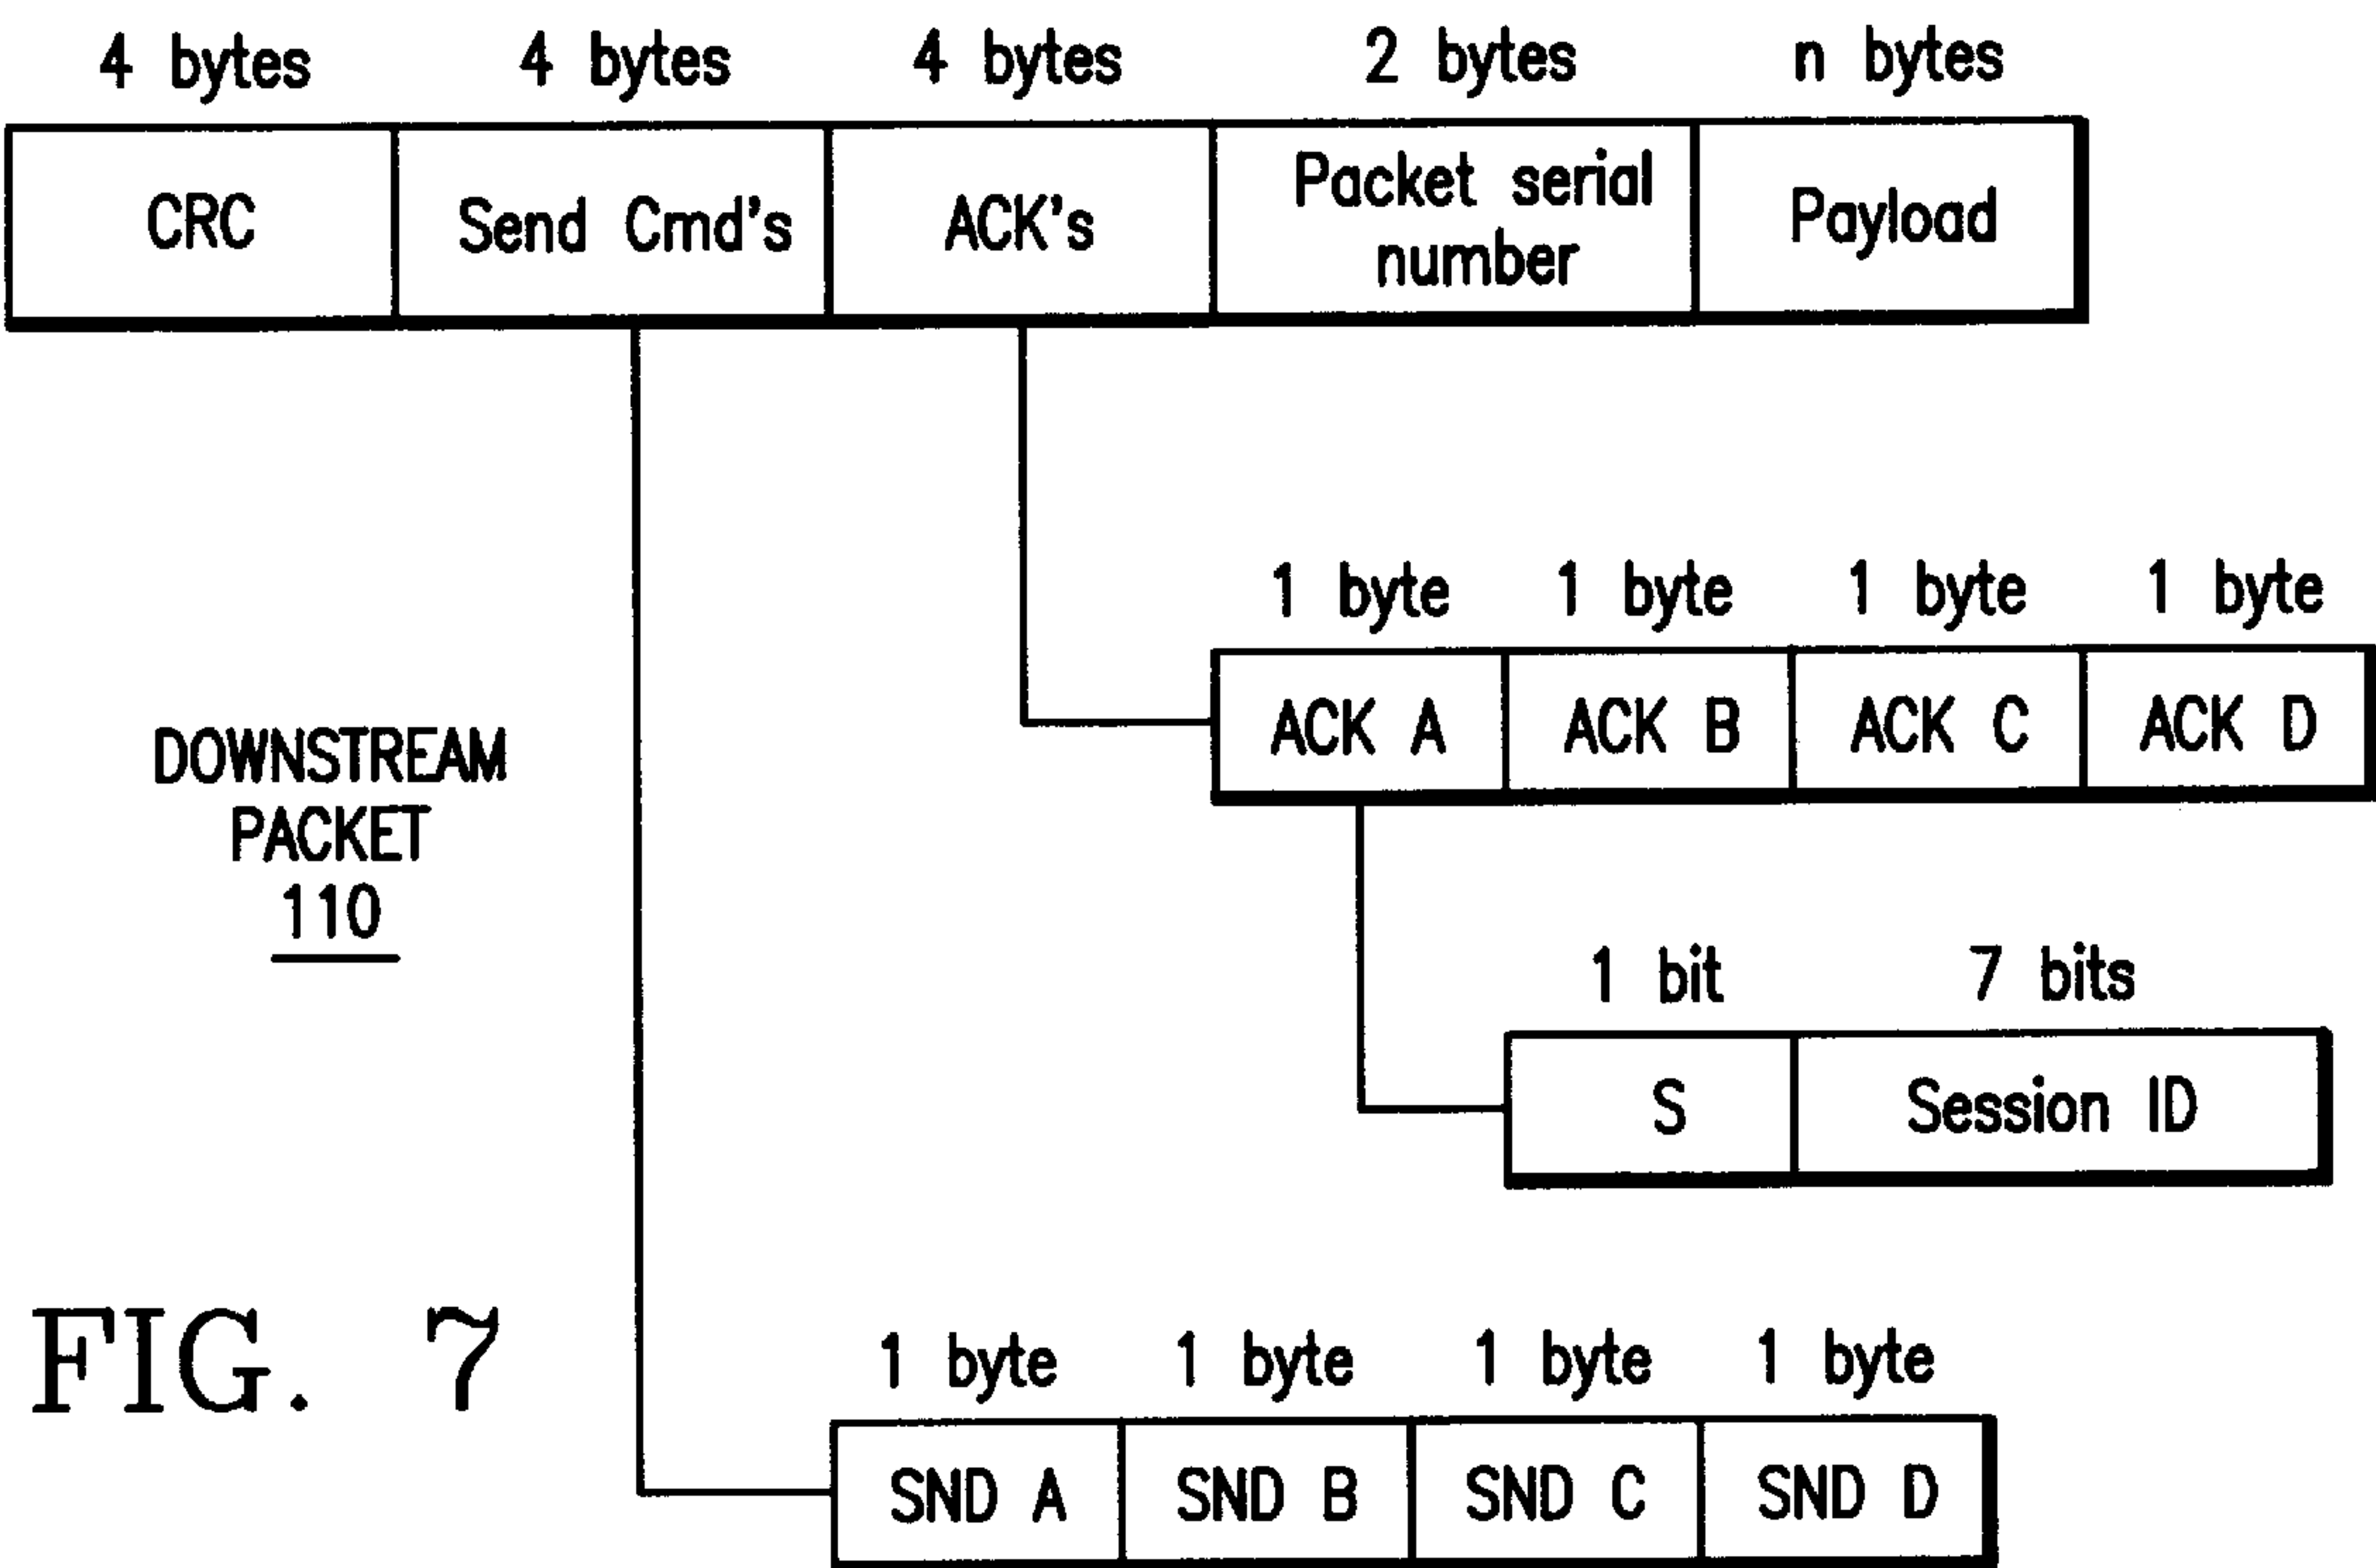 4 bytes 4 bytes 4 bytes 2 bytes n bytes
CRC Send Cmd's ACK's Packet serial number Payload
1 byte 1 byte 1 byte 1 byte
ACK A ACK B ACK C ACK D
DOWNSTREAM
PACKET
110
1 bit 7 bits
S Session ID
FIG. 7
1 byte 1 byte 1 byte 1 byte
SND A SND B SND C SND D